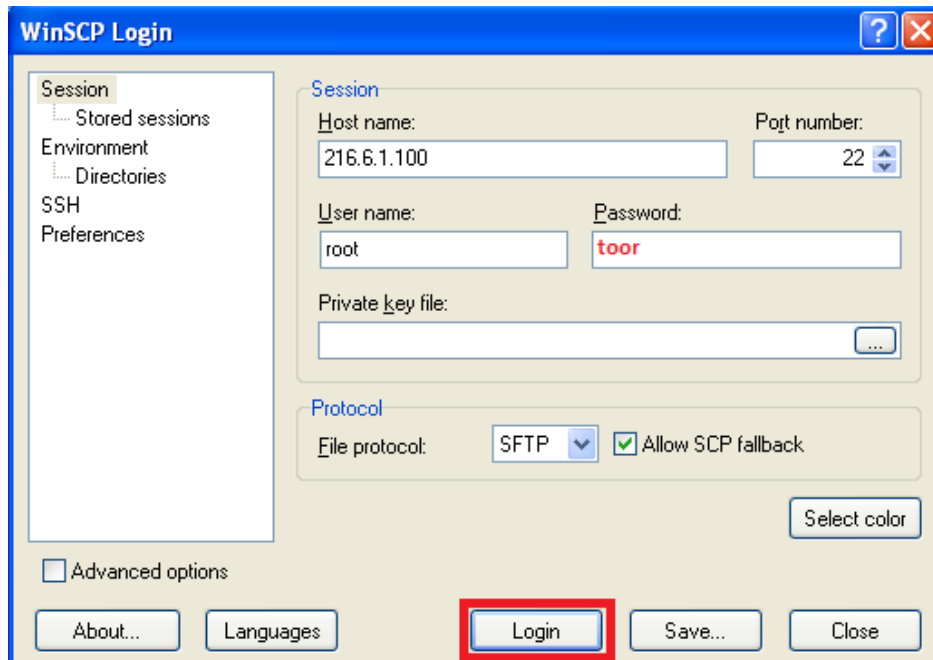 WinSCP Login
Session
Stored sessions
Environment
Directories
SSH
Preferences
Session
Host name: Port number:
216.6.1.100 22
User name: Password:
root toor
Private key file:
...
Protocol
File protocol: SFTP Allow SCP fallback
Select color
Advanced options
About... Languages Login Save... Close